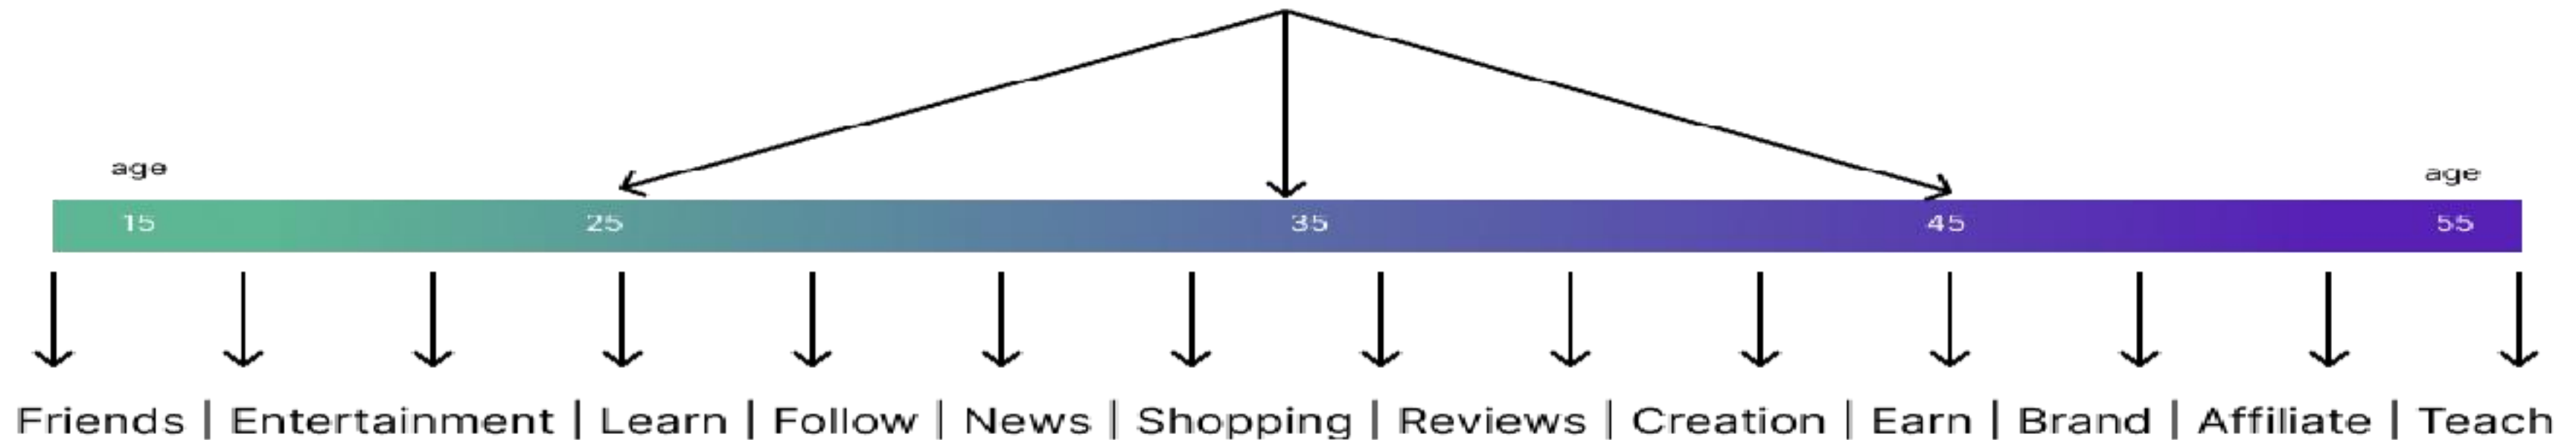 age age
15 25 35 45 55
Friends | Entertainment | Learn | Follow | News | Shopping | Reviews | Creation | Earn | Brand | Affiliate | Teach